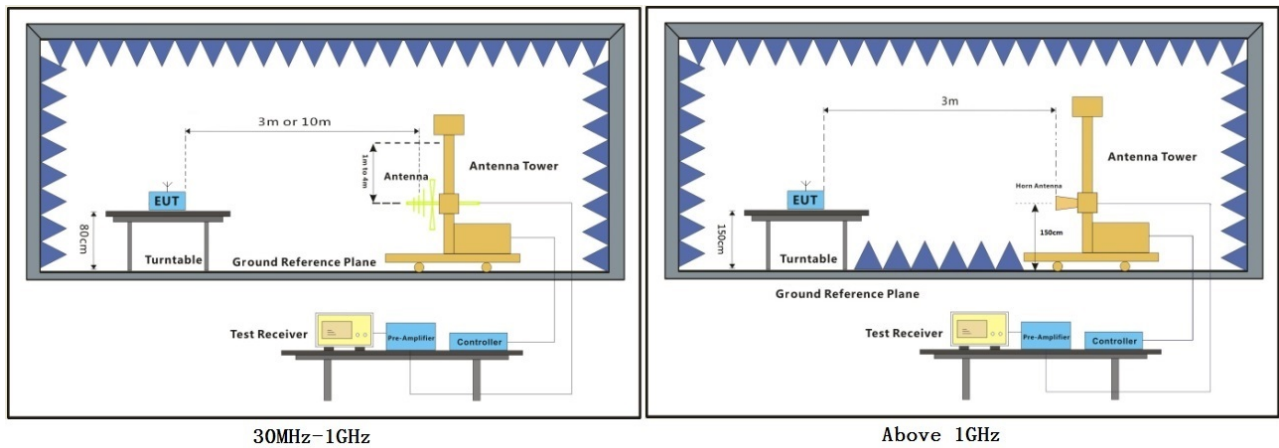 3m or 10m
1m to 4m
Antenna
Antenna Tower
EUT
80cm
Turntable
Ground Reference Plane
Test Receiver
Pre-Amplifier
Controller
30MHz-1GHz
3m
Antenna Tower
Horn Antenna
EUT
150cm
150cm
Turntable
Ground Reference Plane
Test Receiver
Pre-Amplifier
Controller
Above 1GHz